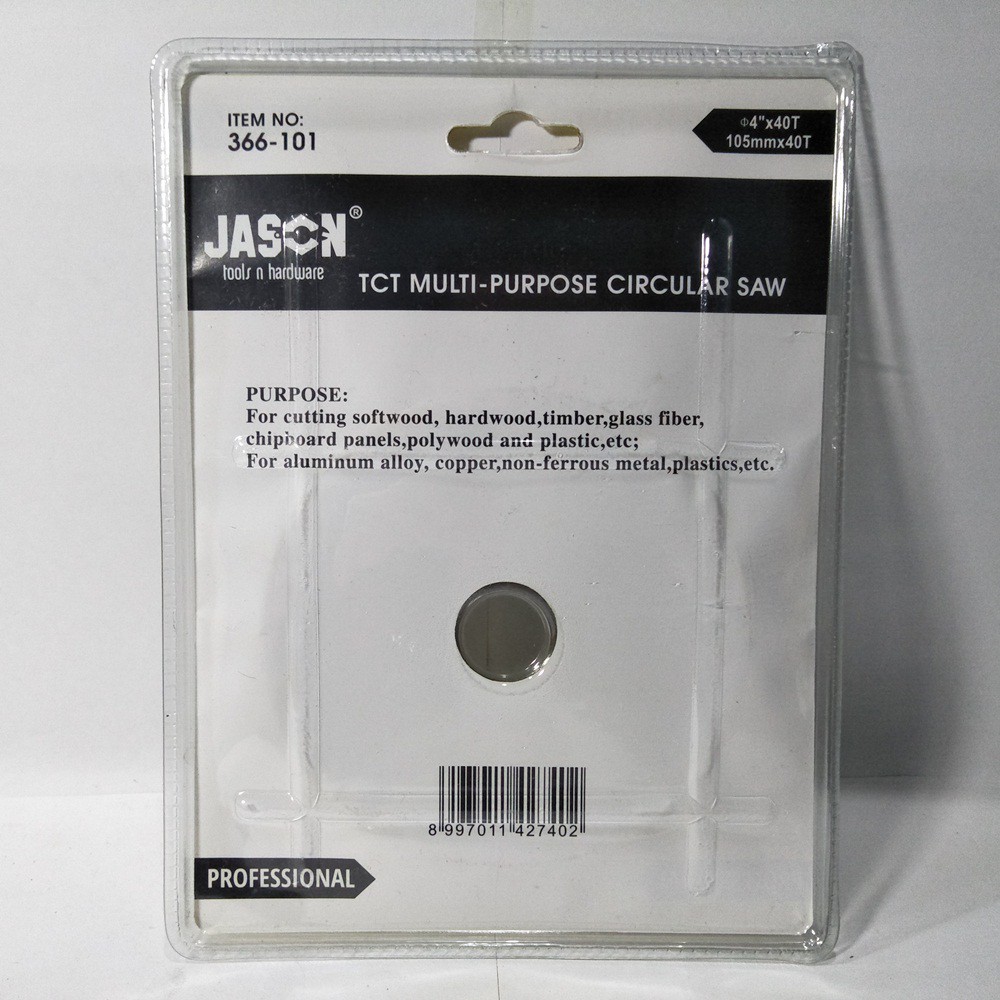 ITEM NO:
366-101
Φ4"x40T
105mmx40T
JASON®
tools n hardware
TCT MULTI-PURPOSE CIRCULAR SAW
PURPOSE:
For cutting softwood, hardwood,timber,glass fiber,
chipboard panels,polywood and plastic,etc;
For aluminum alloy, copper,non-ferrous metal,plastics,etc.
8 997011 427402
PROFESSIONAL